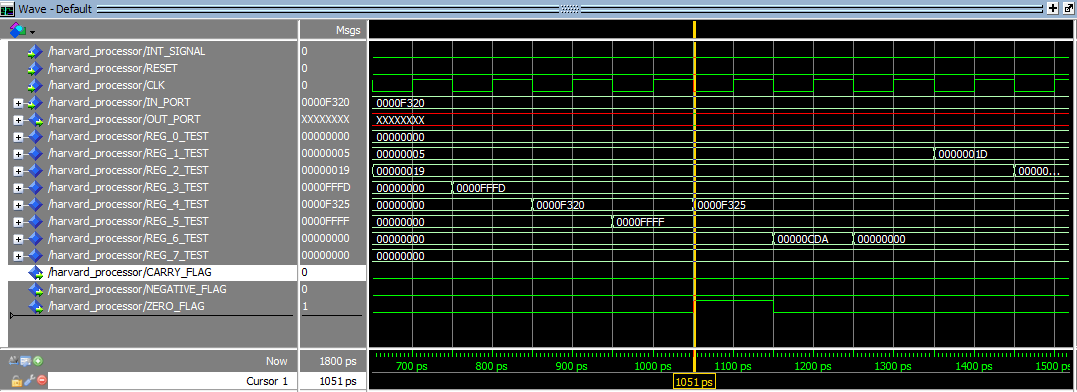 Wave - Default
Msgs
/harvard_processor/INT_SIGNAL 0
/harvard_processor/RESET 0
/harvard_processor/CLK 0
/harvard_processor/IN_PORT 0000F320 0000F320
/harvard_processor/OUT_PORT XXXXXXXX XXXXXXXX
/harvard_processor/REG_0_TEST 00000000 00000000
/harvard_processor/REG_1_TEST 00000005 00000005 0000001D
/harvard_processor/REG_2_TEST 00000019 00000019 00000...
/harvard_processor/REG_3_TEST 0000FFFD 00000000 0000FFFD
/harvard_processor/REG_4_TEST 0000F325 00000000 0000F320 0000F325
/harvard_processor/REG_5_TEST 0000FFFF 00000000 0000FFFF
/harvard_processor/REG_6_TEST 00000000 00000000 00000CDA 00000000
/harvard_processor/REG_7_TEST 00000000 00000000
/harvard_processor/CARRY_FLAG 0
/harvard_processor/NEGATIVE_FLAG 0
/harvard_processor/ZERO_FLAG 1
Now 1800 ps 700 ps 800 ps 900 ps 1000 ps 1100 ps 1200 ps 1300 ps 1400 ps 1500 ps
Cursor 1 1051 ps 1051 ps